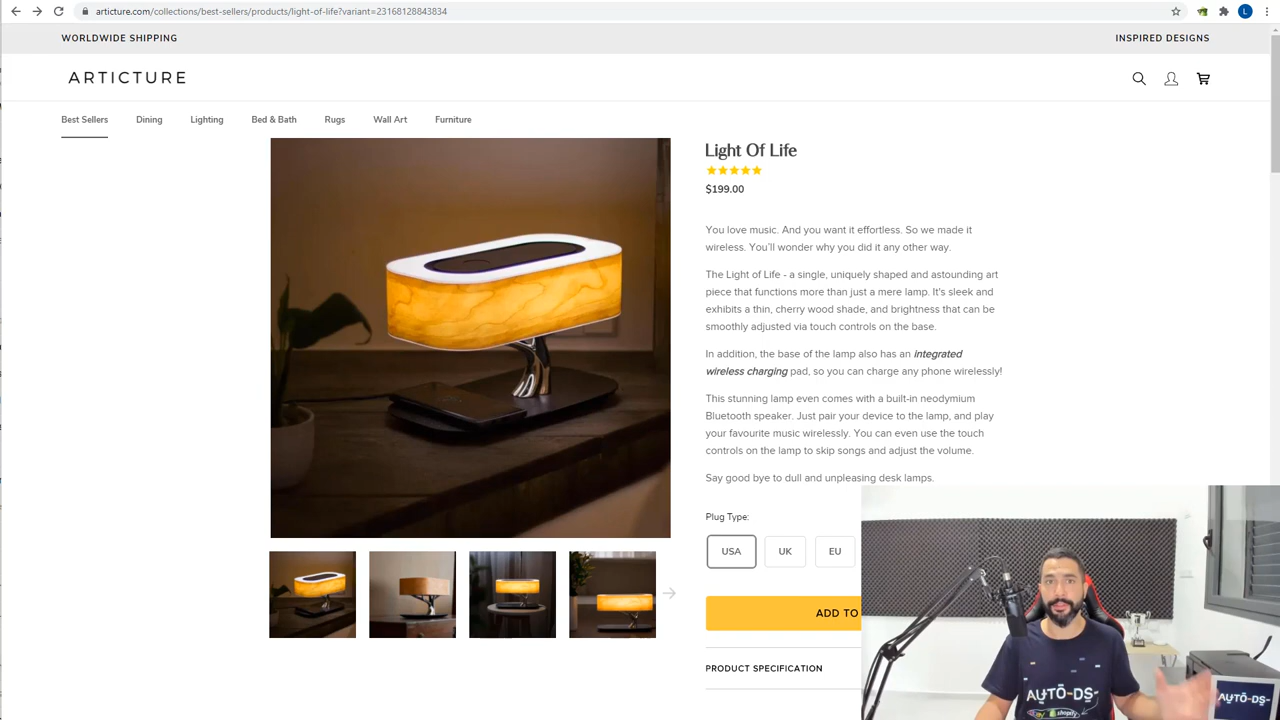 articture.com/collections/best-sellers/products/light-of-life?variant=23168128843834
L
WORLDWIDE SHIPPING
INSPIRED DESIGNS
ARTICTURE
Best Sellers
Dining
Lighting
Bed & Bath
Rugs
Wall Art
Furniture
Light Of Life
$199.00
You love music. And you want it effortless. So we made it
wireless. You'll wonder why you did it any other way.
The Light of Life - a single, uniquely shaped and astounding art
piece that functions more than just a mere lamp. It's sleek and
exhibits a thin, cherry wood shade, and brightness that can be
smoothly adjusted via touch controls on the base.
In addition, the base of the lamp also has an integrated
wireless charging pad, so you can charge any phone wirelessly!
This stunning lamp even comes with a built-in neodymium
Bluetooth speaker. Just pair your device to the lamp, and play
your favourite music wirelessly. You can even use the touch
controls on the lamp to skip songs and adjust the volume.
Say good bye to dull and unpleasing desk lamps.
Plug Type:
USA
UK
EU
ADD TO
PRODUCT SPECIFICATION
AUTO-DS-
shopify
AUTO-DS-